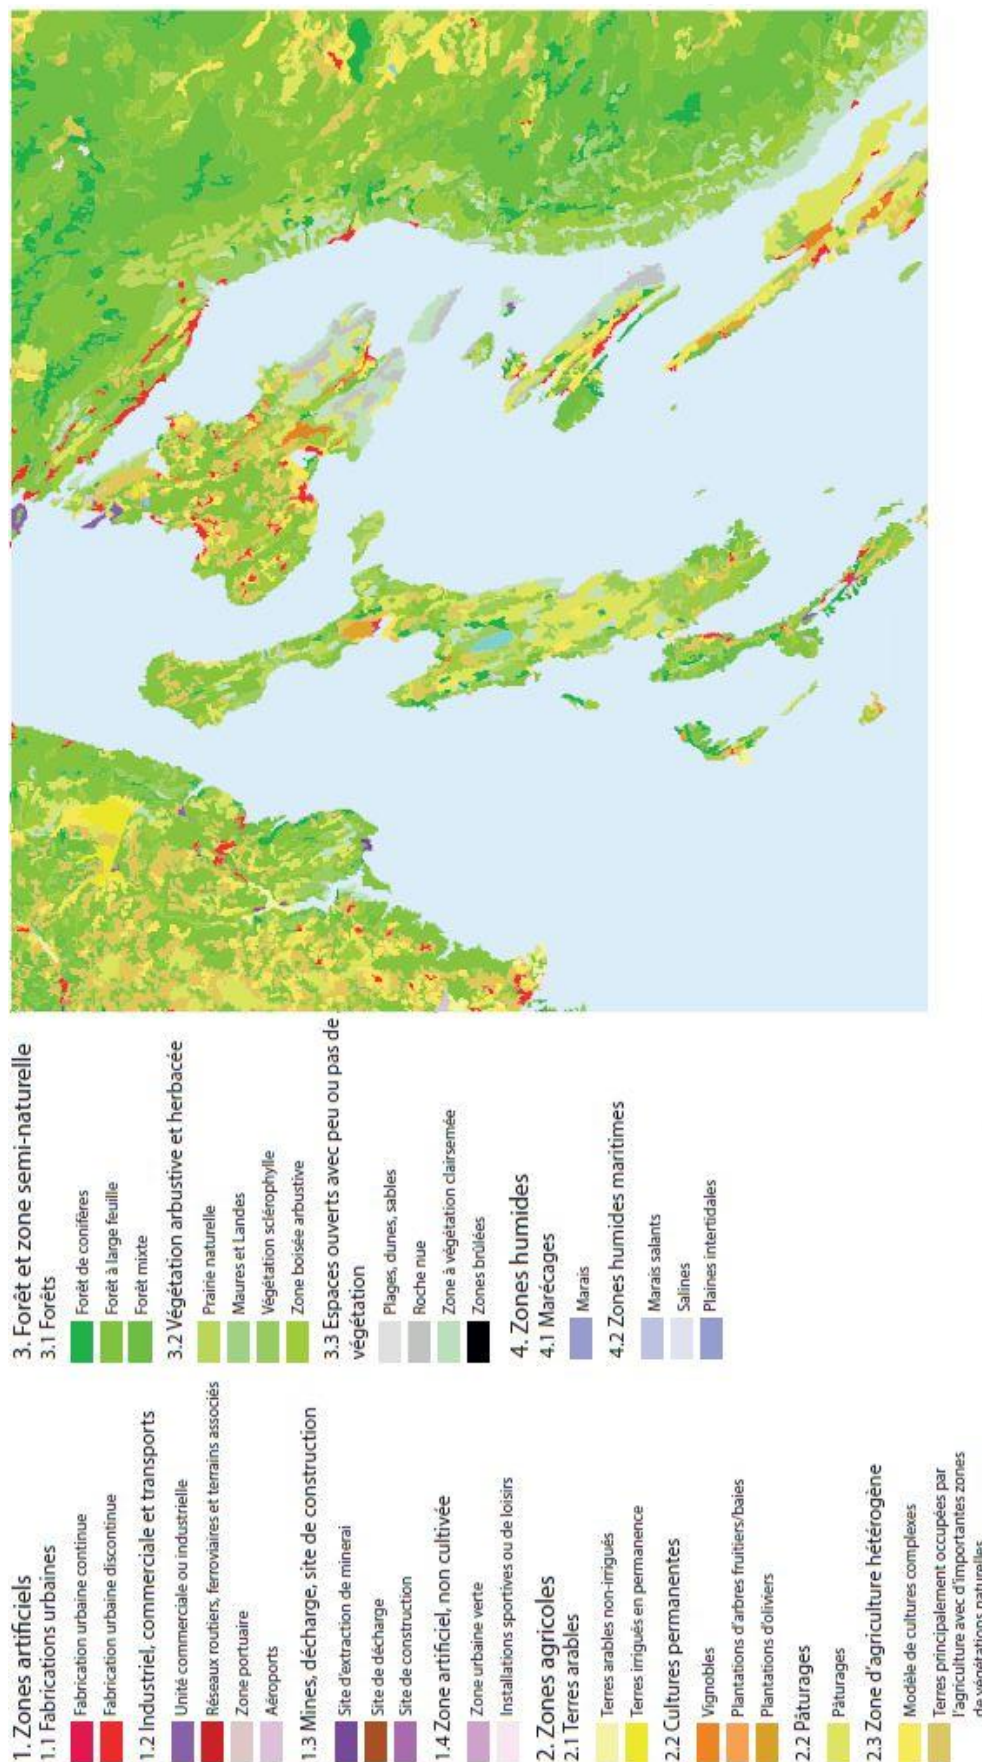 1. Zones artificiels
1.1 Fabrications urbaines
Fabrication urbaine continue
Fabrication urbaine discontinue
1.2 Industriel, commerciale et transports
Unité commerciale ou industrielle
Réseaux routiers, ferroviaires et terrains associés
Zone portuaire
Aéroports
1.3 Mines, décharge, site de construction
Site d'extraction de minerai
Site de décharge
Site de construction
1.4 Zone artificiel, non cultivée
Zone urbaine verte
Installations sportives ou de loisirs
2. Zones agricoles
2.1 Terres arables
Terres arables non-irrigués
Terres irrigués en permanence
2.2 Cultures permanentes
Vignobles
Plantations d'arbres fruitiers/baies
Plantations d'oliviers
2.2 Pâturages
Pâturages
2.3 Zone d'agriculture hétérogène
Modèle de cultures complexes
Terres principalement occupées par
l'agriculture avec d'importantes zones
de végétations naturelles
3. Forêt et zone semi-naturelle
3.1 Forêts
Forêt de conifères
Forêt à large feuille
Forêt mixte
3.2 Végétation arbustive et herbacée
Prairie naturelle
Maures et Landes
Végétation sclérophylle
Zone boisée arbustive
3.3 Espaces ouverts avec peu ou pas de
végétation
Plages, dunes, sables
Roche nue
Zone à végétation clairsemée
Zones brûlées
4. Zones humides
4.1 Marécages
Marais
4.2 Zones humides maritimes
Marais salants
Salines
Plaines intertidales